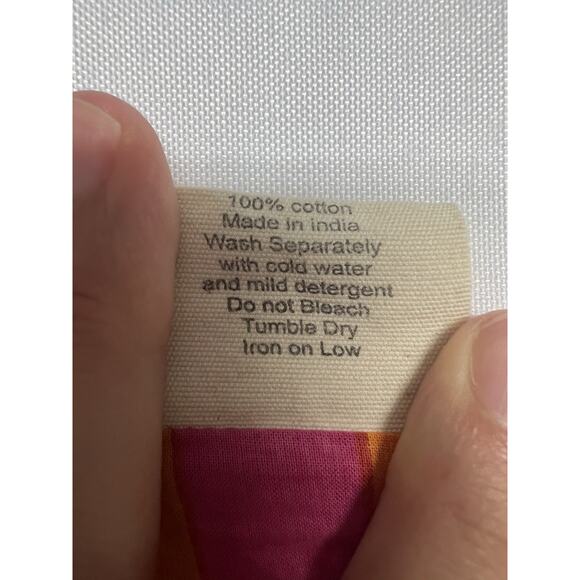 100% cotton
Made in india
Wash Separately
with cold water
and mild detergent
Do not Bleach
Tumble Dry
Iron on Low